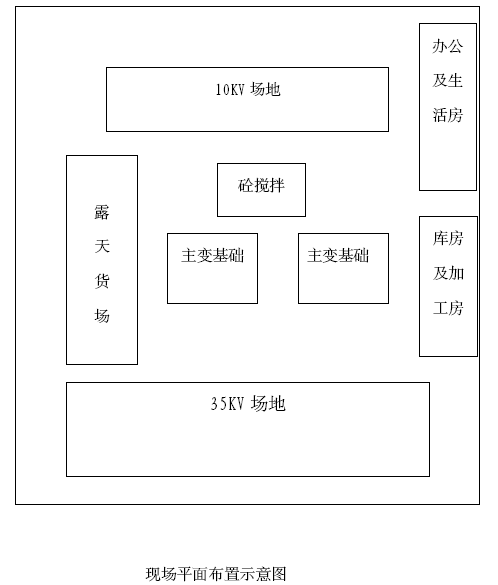 办公
及生
活房
10KV 场地
砼搅拌
露
天
货
场
主变基础
主变基础
库房
及加
工房
35KV 场地
现场平面布置示意图